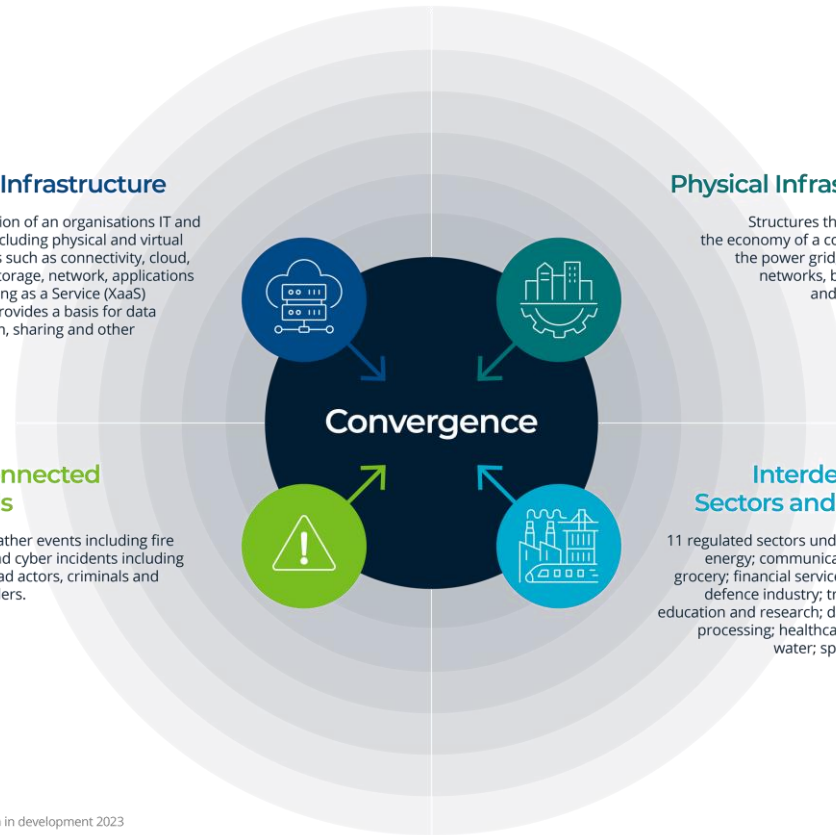 Infrastructure
ion of an organisations IT and
cluding physical and virtual
s such as connectivity, cloud,
torage, network, applications
ng as a Service (XaaS)
rovides a basis for data
n, sharing and other
Physical Infras
Structures th
the economy of a co
the power grid
networks, b
and
Convergence
nnected
s
ather events including fire
nd cyber incidents including
ad actors, criminals and
ders.
Interde
Sectors and
11 regulated sectors und
energy; communica
grocery; financial service
defence industry; tr
education and research; d
processing; healthca
water; sp
n in development 2023